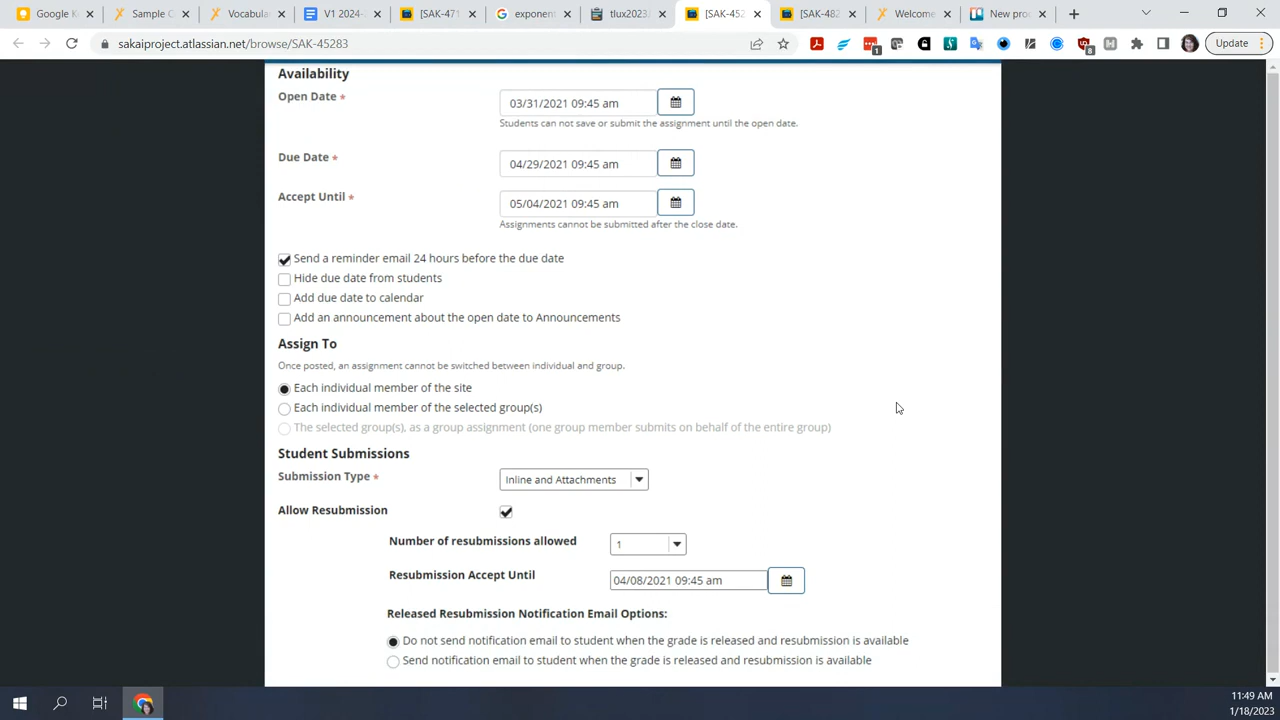 Google K
Sample G
Vocabular
V1 2024-
[SAK-47
exponent
tlux2023
[SAK-452
[SAK-482
Welcome
New pro
sakaiproject.atlassian.net/browse/SAK-45283
1
8
Update
Availability
Open Date *
03/31/2021 09:45 am
Students can not save or submit the assignment until the open date.
Due Date *
04/29/2021 09:45 am
Accept Until *
05/04/2021 09:45 am
Assignments cannot be submitted after the close date.
Send a reminder email 24 hours before the due date
Hide due date from students
Add due date to calendar
Add an announcement about the open date to Announcements
Assign To
Once posted, an assignment cannot be switched between individual and group.
Each individual member of the site
Each individual member of the selected group(s)
The selected group(s), as a group assignment (one group member submits on behalf of the entire group)
Student Submissions
Submission Type *
Inline and Attachments
Allow Resubmission
Number of resubmissions allowed
1
Resubmission Accept Until
04/08/2021 09:45 am
Released Resubmission Notification Email Options:
Do not send notification email to student when the grade is released and resubmission is available
Send notification email to student when the grade is released and resubmission is available
11:49 AM
1/18/2023